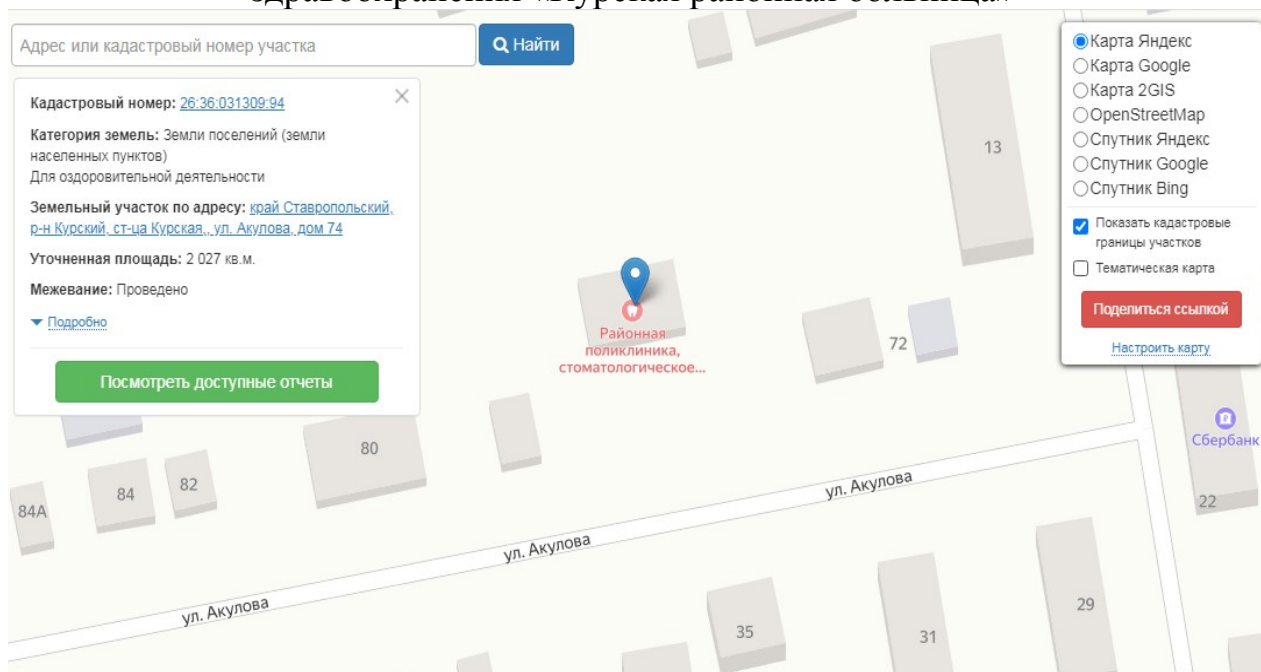 здравоохранения «Курская районная больница»
Адрес или кадастровый номер участка
Найти
Кадастровый номер: 26:36:031309:94
Категория земель: Земли поселений (земли
населенных пунктов)
Для оздоровительной деятельности
Земельный участок по адресу: край Ставропольский,
р-н Курский, ст-ца Курская,, ул. Акулова, дом 74
Уточненная площадь: 2 027 кв.м.
Межевание: Проведено
Подробно
Посмотреть доступные отчеты
Карта Яндекс
Карта Google
Карта 2GIS
OpenStreetMap
Спутник Яндекс
Спутник Google
Спутник Bing
Показать кадастровые
границы участков
Тематическая карта
Поделиться ссылкой
Настроить карту
13
Районная
поликлиника,
стоматологическое...
72
Сбербанк
80
82
84
84А
22
ул. Акулова
ул. Акулова
ул. Акулова
29
35
31